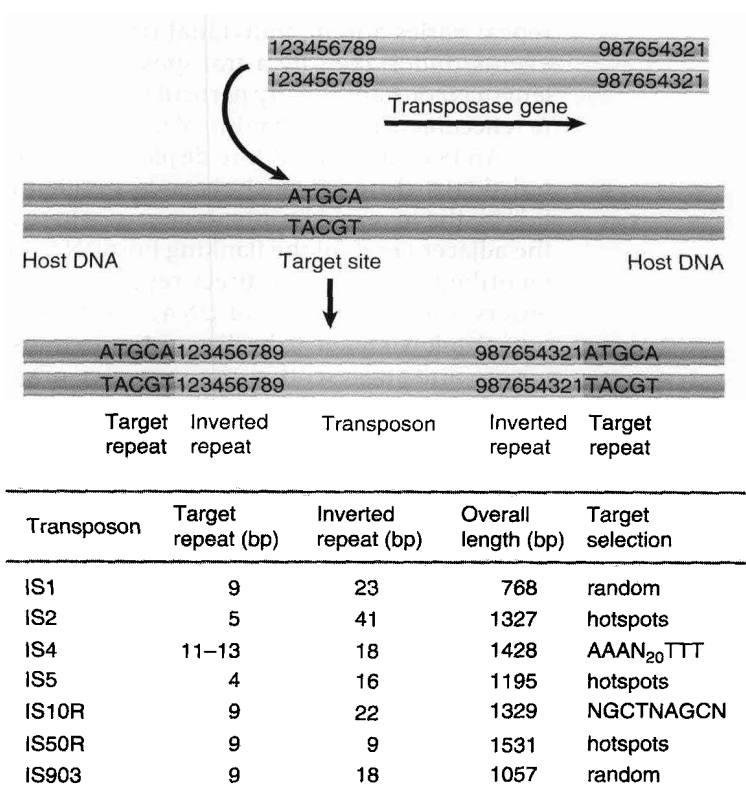 123456789 987654321
123456789 987654321
Transposase gene
ATGCA
TACGT
Host DNA Target site Host DNA
ATGCA123456789 987654321ATGCA
TACGT123456789 987654321TACGT
Target repeat Inverted repeat Transposon Inverted repeat Target repeat
Transposon Target repeat (bp) Inverted repeat (bp) Overall length (bp) Target selection
IS1 9 23 768 random
IS2 5 41 1327 hotspots
IS4 11–13 18 1428 AAAN₂₀TTT
IS5 4 16 1195 hotspots
IS10R 9 22 1329 NGCTNAGCN
IS50R 9 9 1531 hotspots
IS903 9 18 1057 random